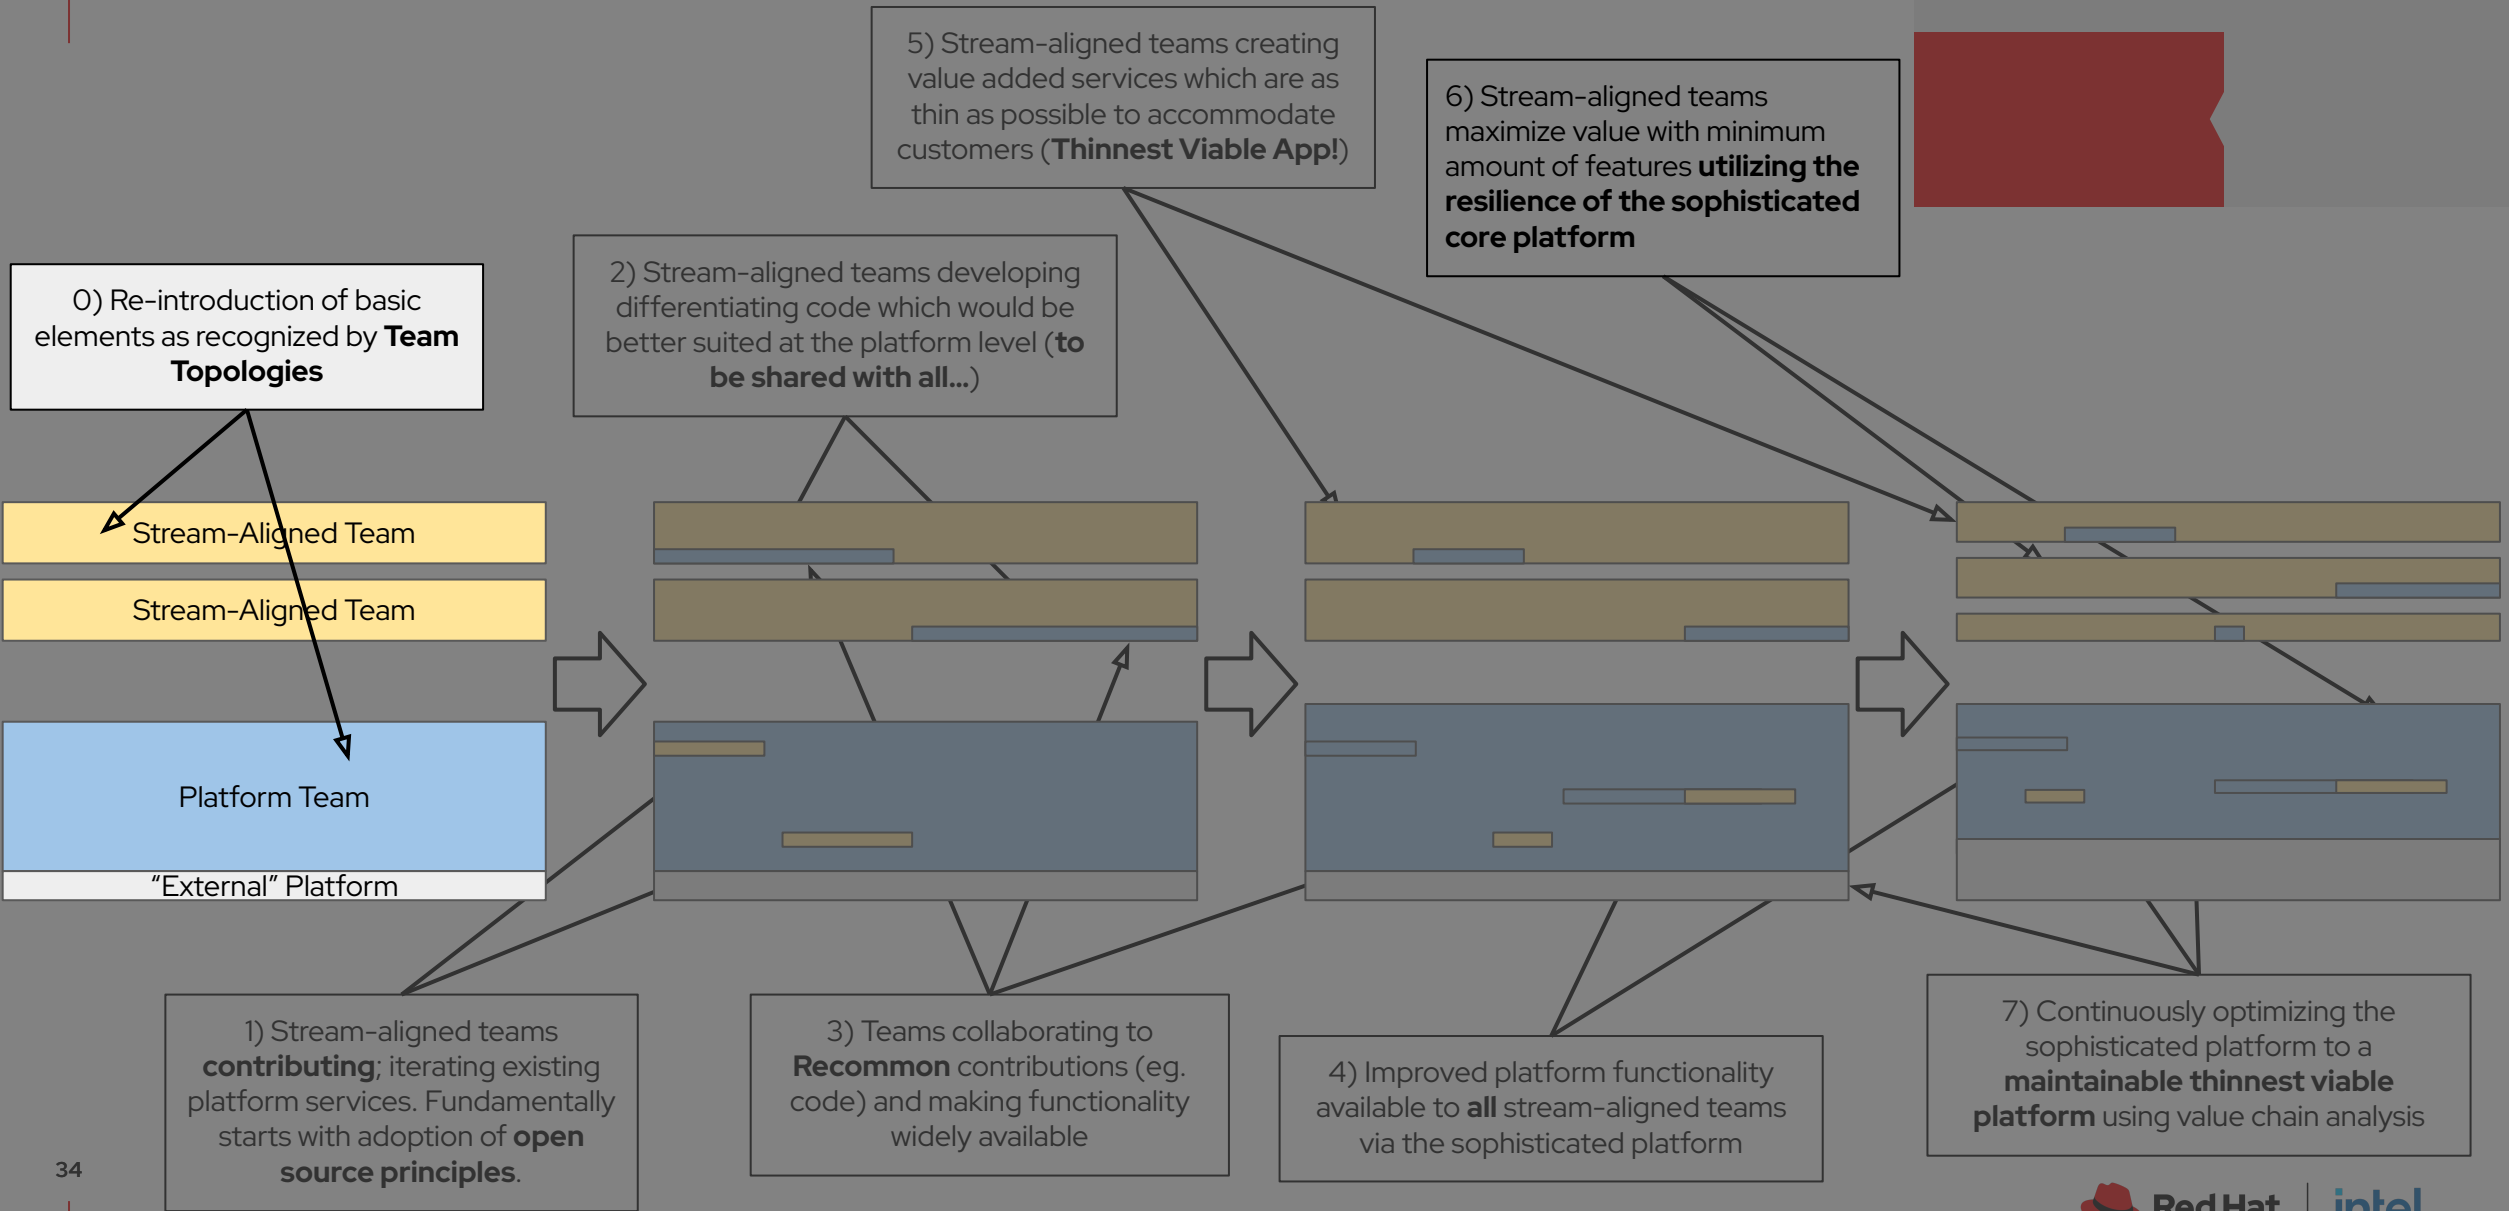 5) Stream-aligned teams creating
value added services which are as
thin as possible to accommodate
customers (Thinnest Viable App!)
6) Stream-aligned teams
maximize value with minimum
amount of features utilizing the
resilience of the sophisticated
core platform
0) Re-introduction of basic
elements as recognized by Team
Topologies
2) Stream-aligned teams developing
differentiating code which would be
better suited at the platform level (to
be shared with all...)
Stream-Aligned Team
Stream-Aligned Team
Platform Team
“External” Platform
1) Stream-aligned teams
contributing; iterating existing
platform services. Fundamentally
starts with adoption of open
source principles.
3) Teams collaborating to
Recommon contributions (eg.
code) and making functionality
widely available
4) Improved platform functionality
available to all stream-aligned teams
via the sophisticated platform
7) Continuously optimizing the
sophisticated platform to a
maintainable thinnest viable
platform using value chain analysis
34
Red Hat
intel